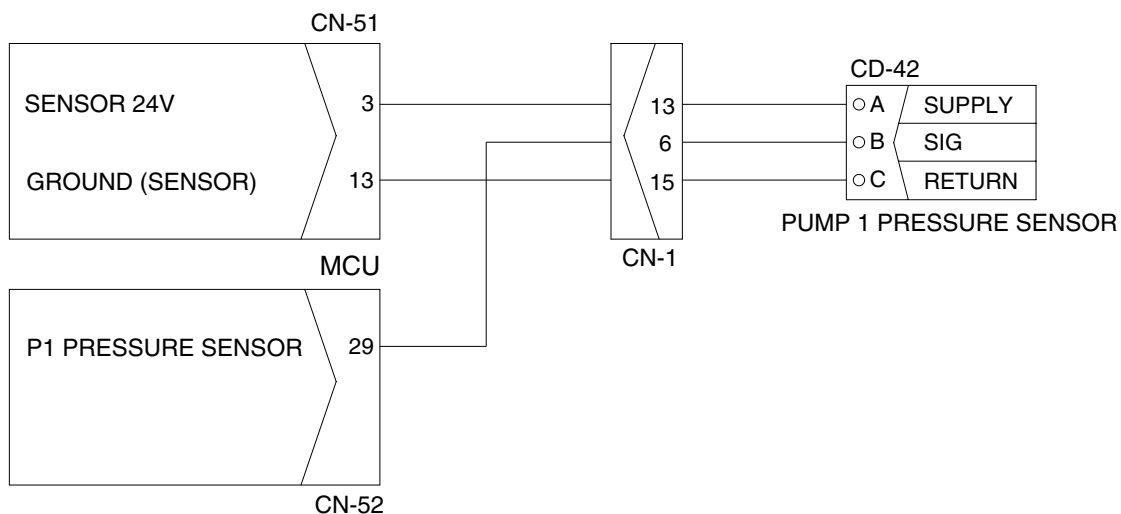 CN-51
SENSOR 24V
3
GROUND (SENSOR)
13
MCU
P1 PRESSURE SENSOR
29
CN-52
13
6
15
CN-1
CD-42
A SUPPLY
B SIG
C RETURN
PUMP 1 PRESSURE SENSOR